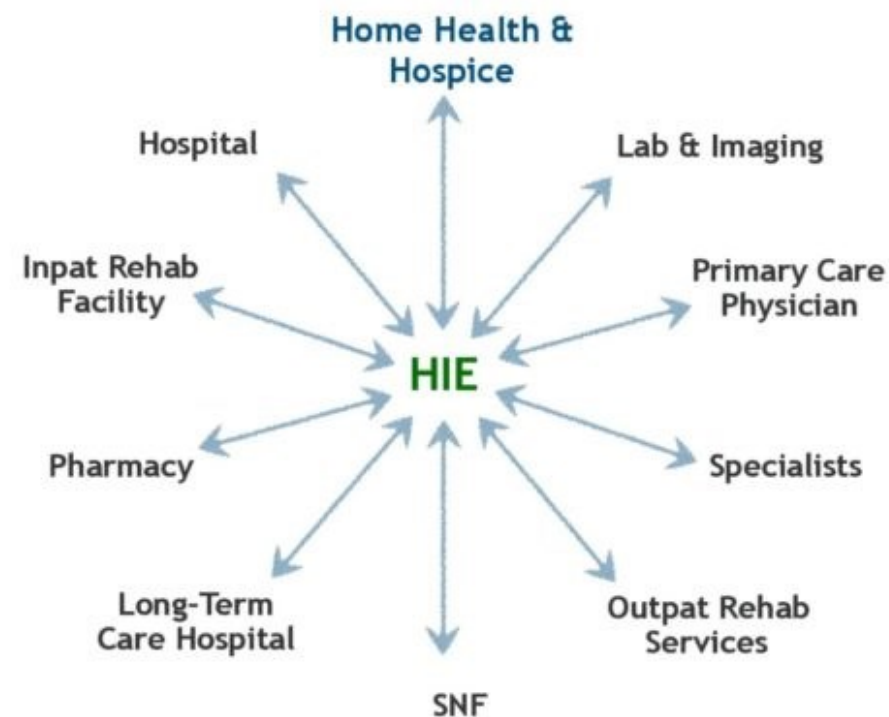 Home Health &
Hospice
Hospital
Lab & Imaging
Inpat Rehab
Facility
Primary Care
Physician
HIE
Pharmacy
Specialists
Long-Term
Care Hospital
Outpat Rehab
Services
SNF